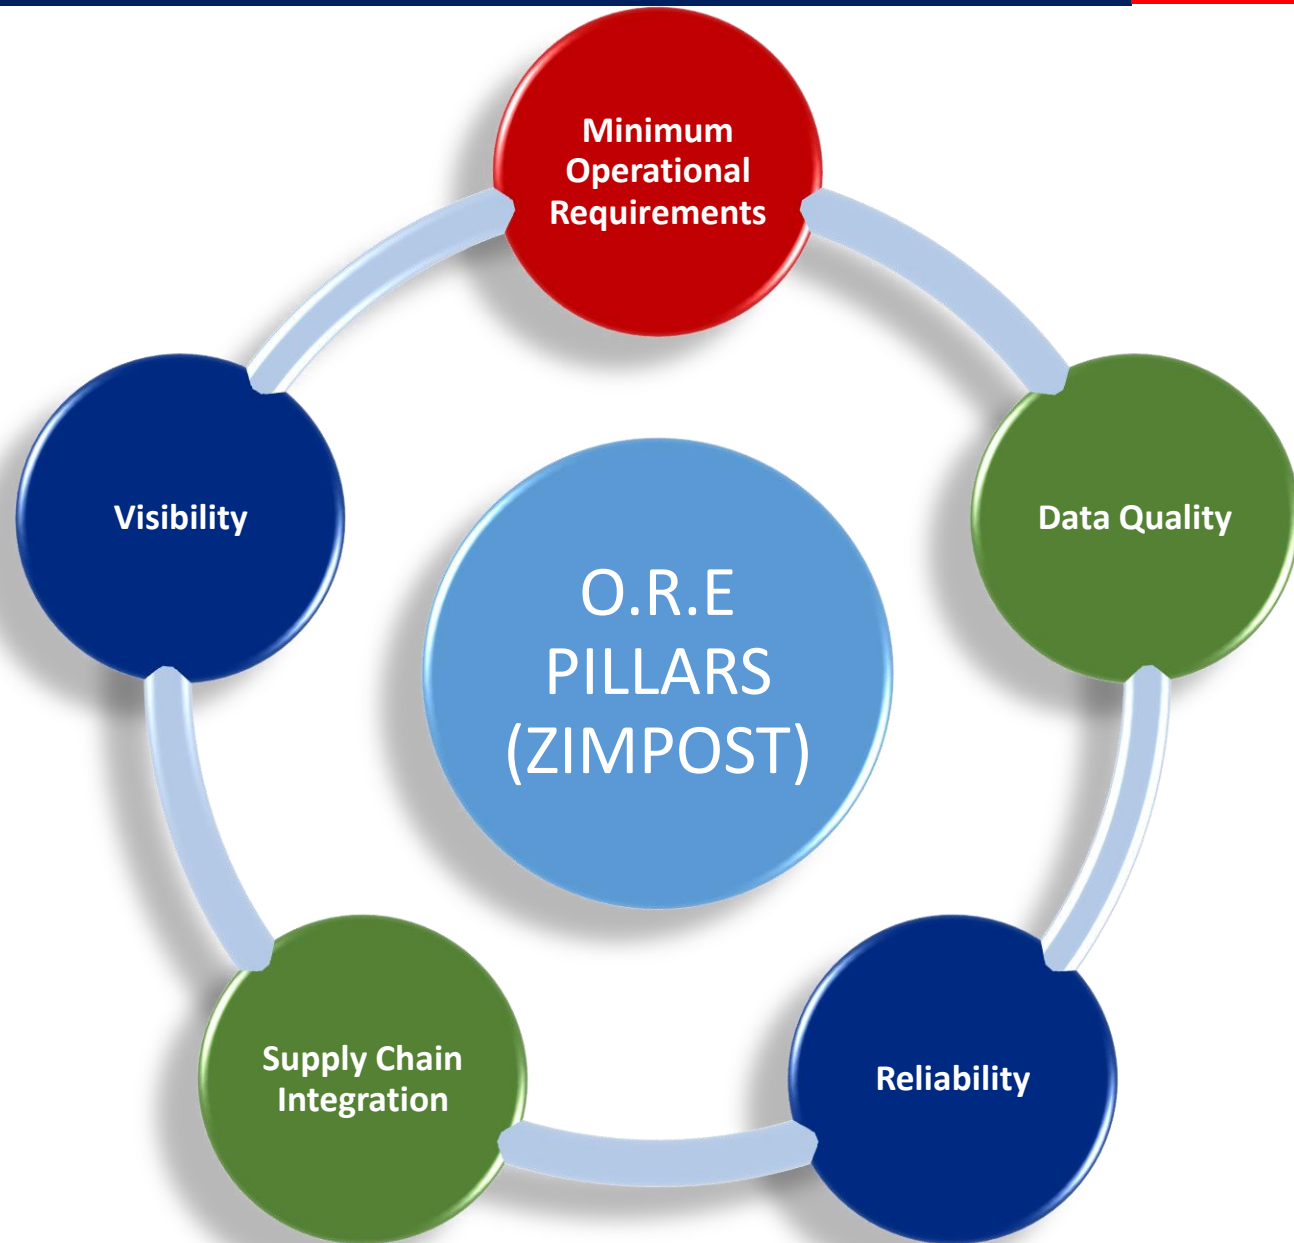 Minimum
Operational
Requirements
Data Quality
Reliability
Supply Chain
Integration
Visibility
O.R.E
PILLARS
(ZIMPOST)